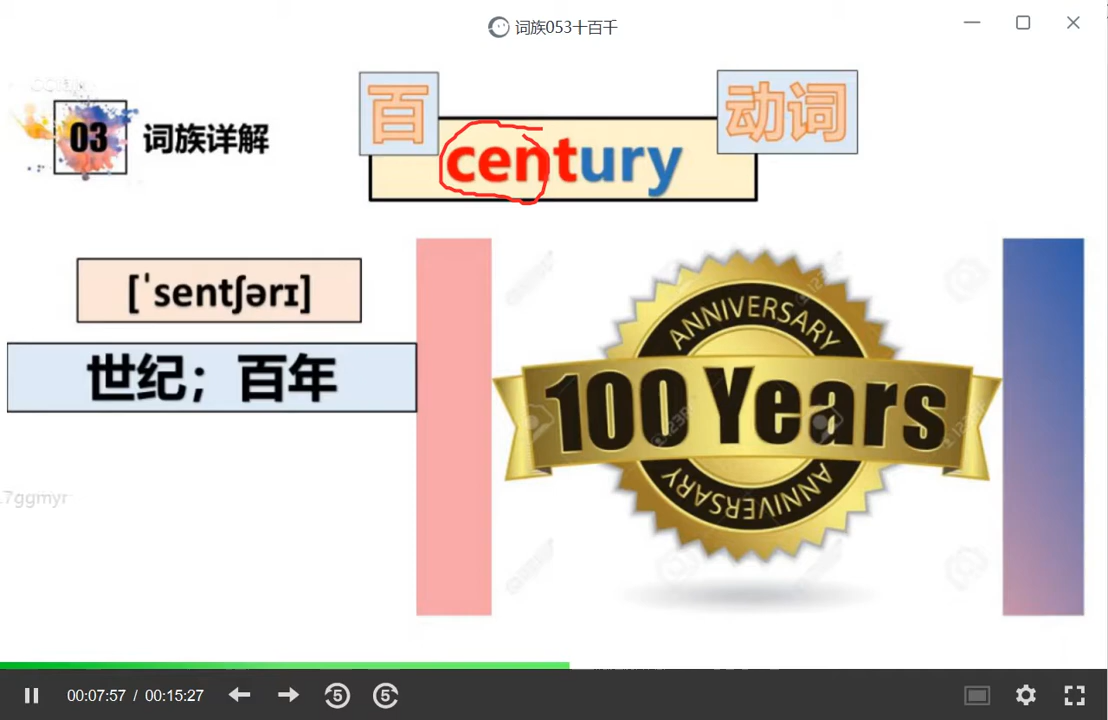 词族053十百千
03 词族详解
百
动词
century
[ˈsentʃərɪ]
世纪；百年
ANNIVERSARY
100 Years
ANNIVERSARY
.7ggmyr
00:07:57 / 00:15:27
5
5